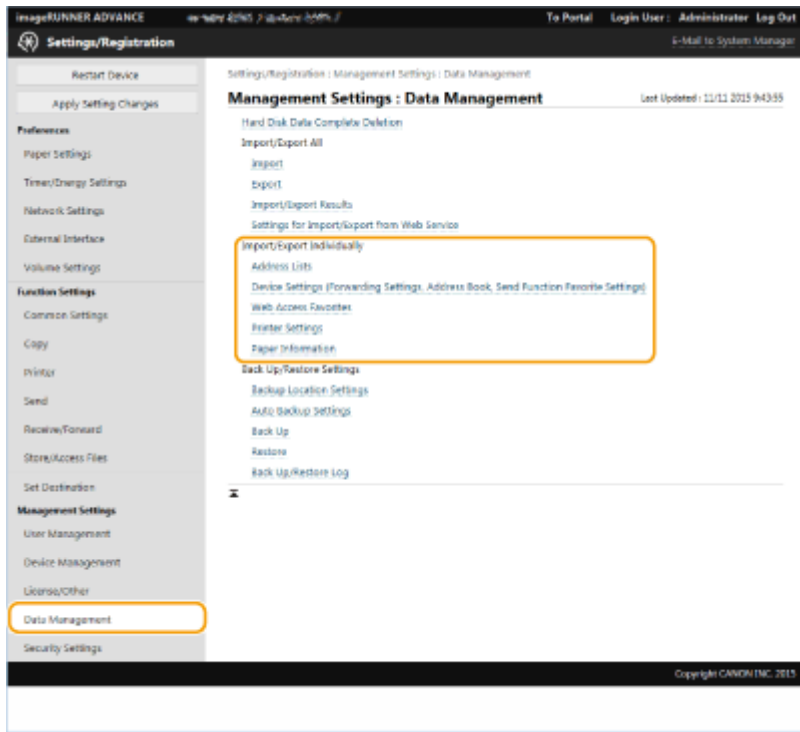 imageRUNNER ADVANCE To Portal Login User : Administrator Log Out
Settings/Registration E-Mail to System Manager
Restart Device
Apply Setting Changes
Preferences
Paper Settings
Timer/Energy Settings
Network Settings
External Interface
Volume Settings
Function Settings
Common Settings
Copy
Printer
Send
Receive/Forward
Store/Access Files
Set Destination
Management Settings
User Management
Device Management
License/Other
Data Management
Security Settings
Settings/Registration : Management Settings : Data Management
Management Settings : Data Management Last Updated : 11/11 2015 9:43:55
Hard Disk Data Complete Deletion
Import/Export All
Import
Export
Import/Export Results
Settings for Import/Export from Web Service
Import/Export Individually
Address Lists
Device Settings (Forwarding Settings, Address Book, Send Function Favorite Settings)
Web Access Favorites
Printer Settings
Paper Information
Back Up/Restore Settings
Backup Location Settings
Auto Backup Settings
Back Up
Restore
Back Up/Restore Log
Copyright CANON INC. 2015